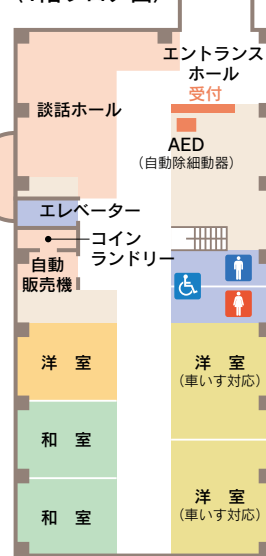 エントランス
ホール
受付
談話ホール
AED
（自動除細動器）
エレベーター
コイン
ランドリー
自動
販売機
洋　室
洋　室
（車いす対応）
和　室
和　室
洋　室
（車いす対応）